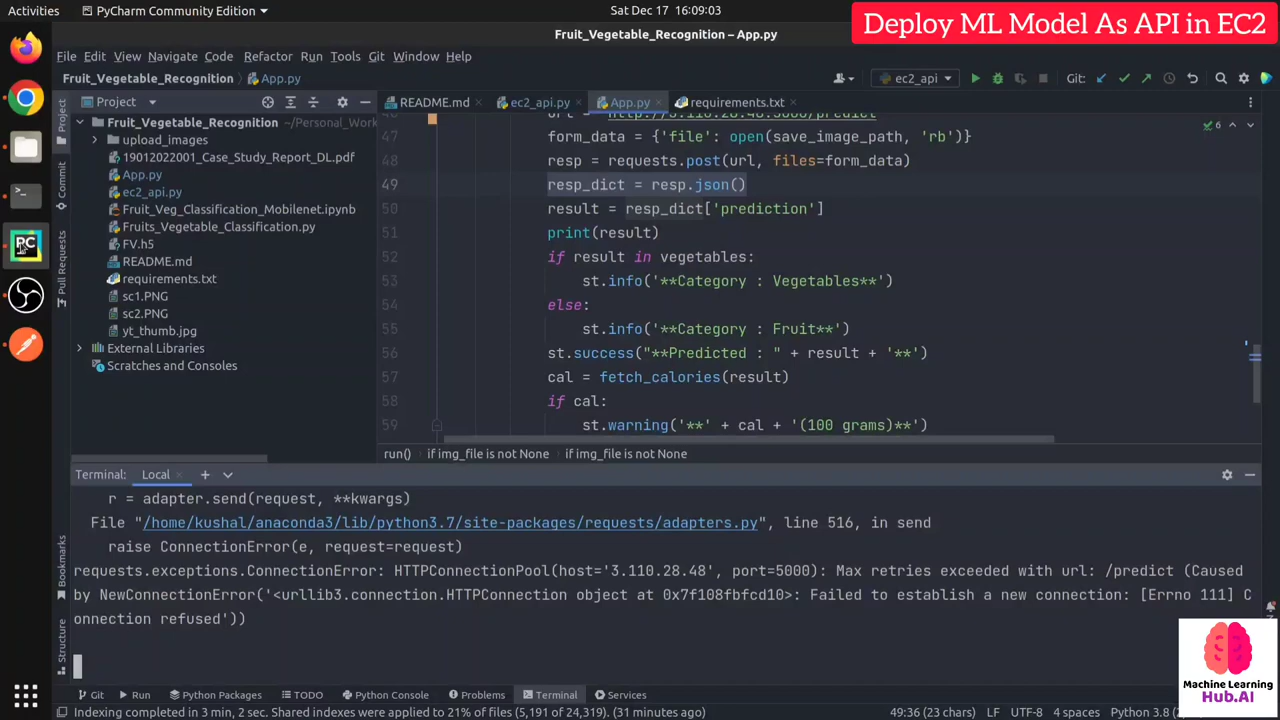 Activities
PyCharm Community Edition
Sat Dec 17 16:09:03
Deploy ML Model As API in EC2
Fruit_Vegetable_Recognition – App.py
File Edit View Navigate Code Refactor Run Tools Git Window Help
Fruit_Vegetable_Recognition
App.py
ec2_api
Git:
Project
README.md
ec2_api.py
App.py
requirements.txt
Project
Commit
Pull Requests
Bookmarks
Structure
Fruit_Vegetable_Recognition ~/Personal_Work
upload_images
19012022001_Case_Study_Report_DL.pdf
App.py
ec2_api.py
Fruit_Veg_Classification_Mobilenet.ipynb
Fruits_Vegetable_Classification.py
FV.h5
README.md
requirements.txt
sc1.PNG
sc2.PNG
yt_thumb.jpg
External Libraries
Scratches and Consoles
6
47 form_data = {'file': open(save_image_path, 'rb')}
48 resp = requests.post(url, files=form_data)
49 resp_dict = resp.json()
50 result = resp_dict['prediction']
51 print(result)
52 if result in vegetables:
53 st.info('**Category : Vegetables**')
54 else:
55 st.info('**Category : Fruit**')
56 st.success("**Predicted : " + result + '**')
57 cal = fetch_calories(result)
58 if cal:
59 st.warning('**' + cal + '(100 grams)**')
run() if img_file is not None if img_file is not None
Terminal: Local
r = adapter.send(request, **kwargs)
File "/home/kushal/anaconda3/lib/python3.7/site-packages/requests/adapters.py", line 516, in send
raise ConnectionError(e, request=request)
requests.exceptions.ConnectionError: HTTPConnectionPool(host='3.110.28.48', port=5000): Max retries exceeded with url: /predict (Caused
by NewConnectionError('<urllib3.connection.HTTPConnection object at 0x7f108fbfcd10>: Failed to establish a new connection: [Errno 111] C
onnection refused'))
Git Run Python Packages TODO Python Console Problems Terminal Services
Indexing completed in 3 min, 2 sec. Shared indexes were applied to 21% of files (5,191 of 24,319). (31 minutes ago)
49:36 (23 chars) LF UTF-8 4 spaces Python 3.8
Machine Learning
Hub.AI